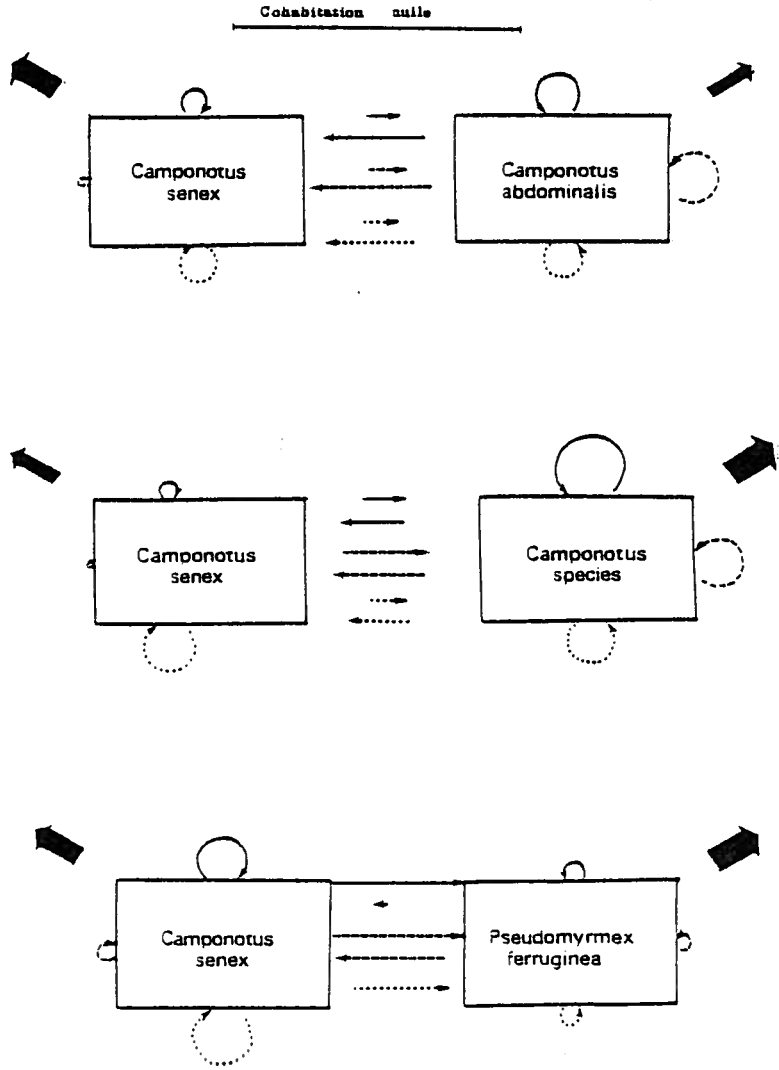 Cohabitation nulle
Camponotus
senex
Camponotus
abdominalis
Camponotus
senex
Camponotus
species
Camponotus
senex
Pseudomyrmex
ferruginea